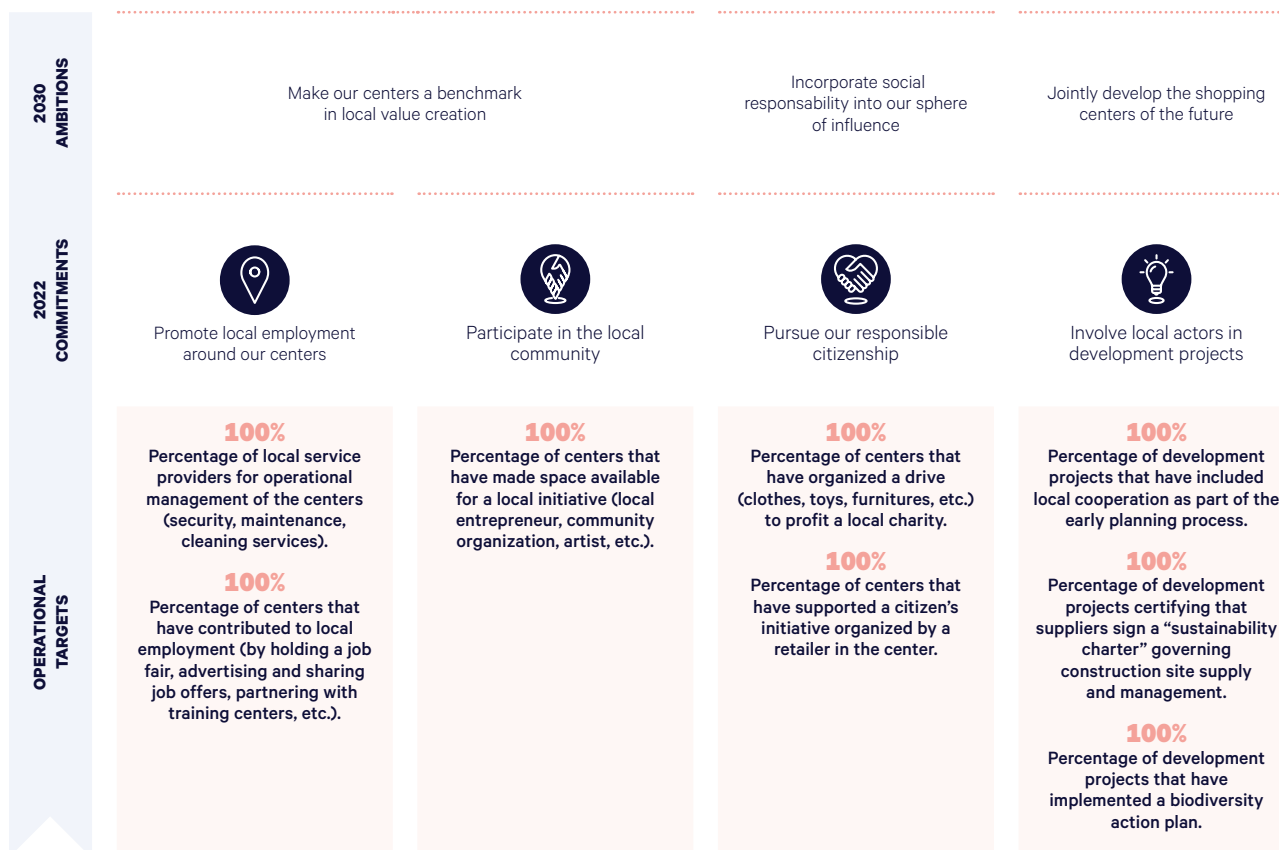 2030
AMBITIONS
Make our centers a benchmark
in local value creation
Incorporate social
responsability into our sphere
of influence
Jointly develop the shopping
centers of the future
2022
COMMITMENTS
Promote local employment
around our centers
Participate in the local
community
Pursue our responsible
citizenship
Involve local actors in
development projects
OPERATIONAL
TARGETS
100%
Percentage of local service
providers for operational
management of the centers
(security, maintenance,
cleaning services).
100%
Percentage of centers that
have contributed to local
employment (by holding a job
fair, advertising and sharing
job offers, partnering with
training centers, etc.).
100%
Percentage of centers that
have made space available
for a local initiative (local
entrepreneur, community
organization, artist, etc.).
100%
Percentage of centers that
have organized a drive
(clothes, toys, furnitures, etc.)
to profit a local charity.
100%
Percentage of centers that
have supported a citizen’s
initiative organized by a
retailer in the center.
100%
Percentage of development
projects that have included
local cooperation as part of the
early planning process.
100%
Percentage of development
projects certifying that
suppliers sign a “sustainability
charter” governing
construction site supply
and management.
100%
Percentage of development
projects that have
implemented a biodiversity
action plan.